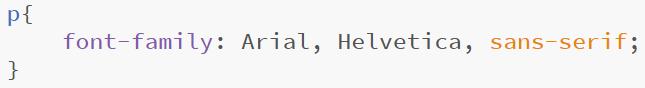 p{
    font-family: Arial, Helvetica, sans-serif;
}